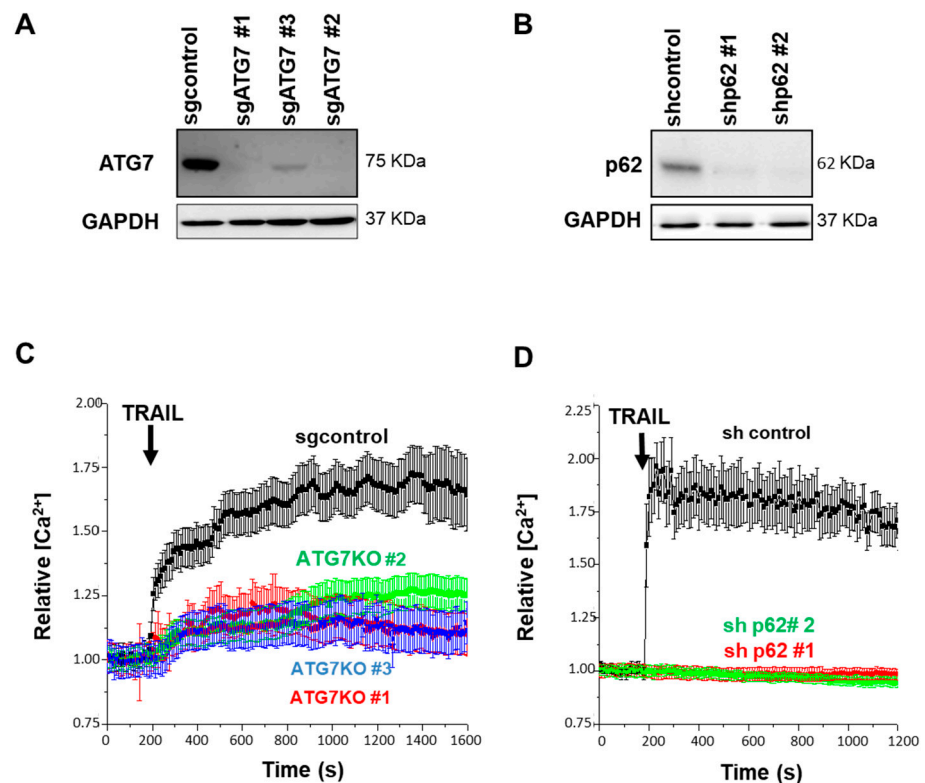 A
sgcontrol
sgATG7 #1
sgATG7 #3
sgATG7 #2
ATG7
75 KDa
GAPDH
37 KDa
B
shcontrol
shp62 #1
shp62 #2
p62
62 KDa
GAPDH
37 KDa
C
TRAIL
sgcontrol
ATG7KO #2
ATG7KO #3
ATG7KO #1
Relative [Ca²⁺]
2.00
1.75
1.50
1.25
1.00
0.75
0 200 400 600 800 1000 1200 1400 1600
Time (s)
D
TRAIL
sh control
sh p62# 2
sh p62 #1
Relative [Ca²⁺]
2.25
2.00
1.75
1.50
1.25
1.00
0.75
0 200 400 600 800 1000 1200
Time (s)